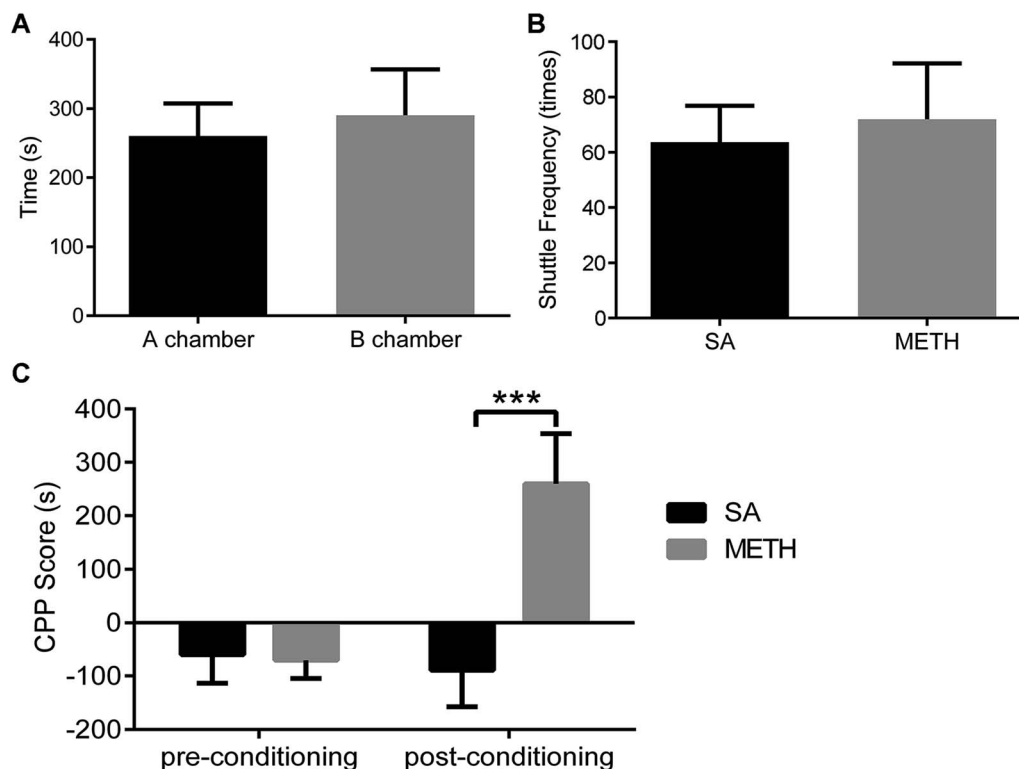 A
Time (s)
400
300
200
100
0
A chamber
B chamber
B
Shuttle Frequency (times)
100
80
60
40
20
0
SA
METH
C
CPP Score (s)
400
300
200
100
0
-100
-200
***
pre-conditioning
post-conditioning
SA
METH